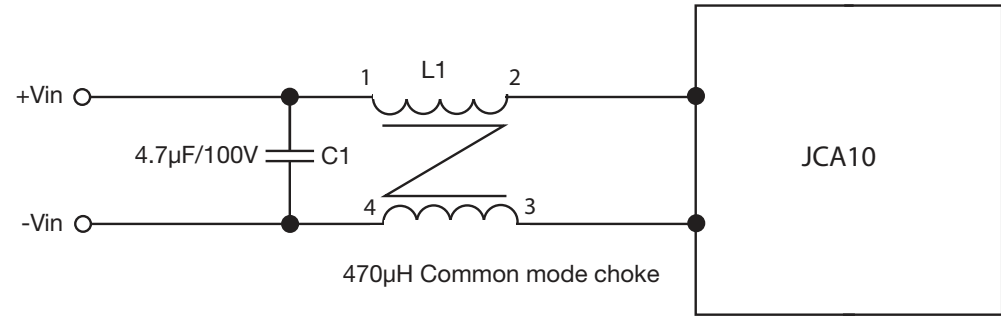 L1
1
2
+Vin
4.7µF/100V
C1
JCA10
4
3
-Vin
470µH Common mode choke